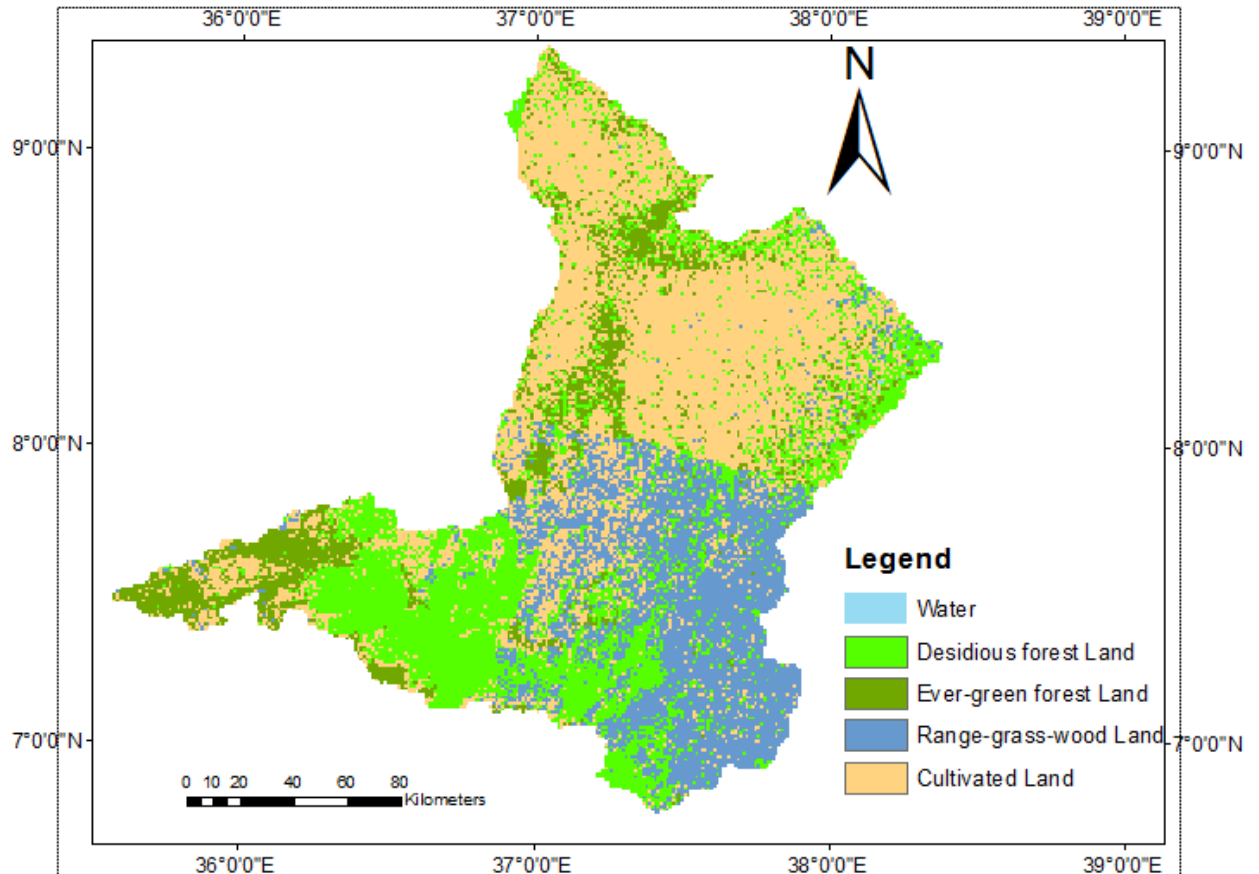 36°0'0"E 37°0'0"E 38°0'0"E 39°0'0"E
N
9°0'0"N 9°0'0"N
8°0'0"N 8°0'0"N
Legend
Water
Desidious forest Land
Ever-green forest Land
Range-grass-wood Land
7°0'0"N 7°0'0"N
Cultivated Land
0 10 20 40 60 80
Kilometers
36°0'0"E 37°0'0"E 38°0'0"E 39°0'0"E